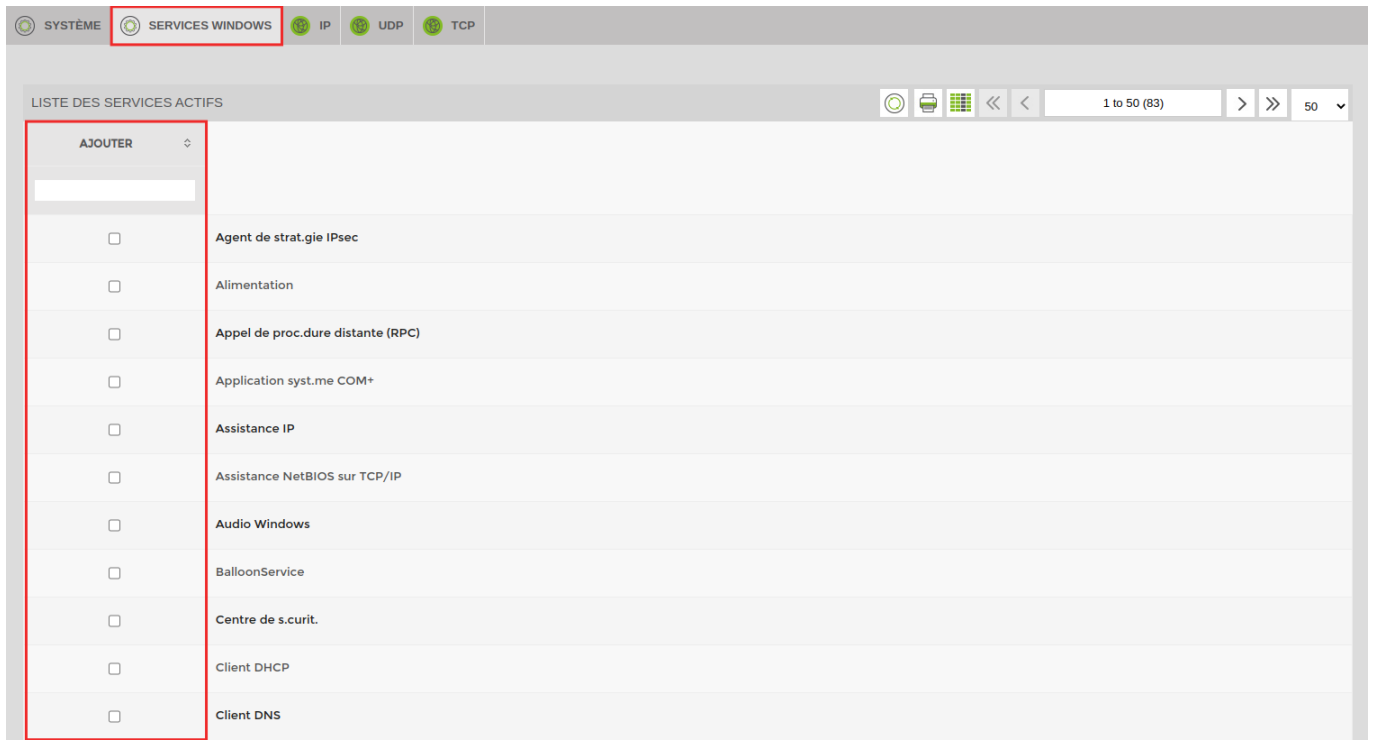 SYSTÈME SERVICES WINDOWS IP UDP TCP
LISTE DES SERVICES ACTIFS 1 to 50 (83) 50
AJOUTER
Agent de strat.gie IPsec
Alimentation
Appel de proc.dure distante (RPC)
Application syst.me COM+
Assistance IP
Assistance NetBIOS sur TCP/IP
Audio Windows
BalloonService
Centre de s.curit.
Client DHCP
Client DNS